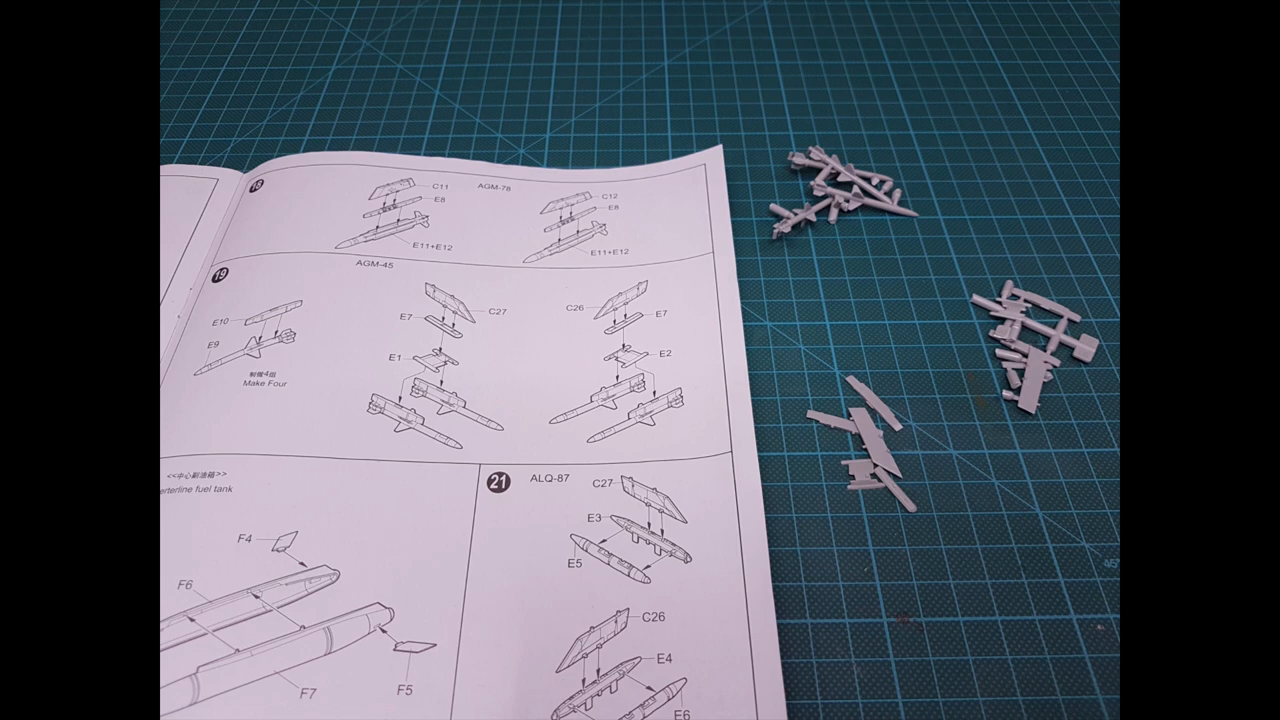 18
C11
AGM-78
C12
E8
E8
E11+E12
E11+E12
19
AGM-45
C27
C26
E10
E7
E7
E9
E1
E2
制做4组
Make Four
<<中心副油箱>>
erterline fuel tank
21
ALQ-87
C27
E3
F4
E5
F6
C26
E4
F7
F5
E6
45°